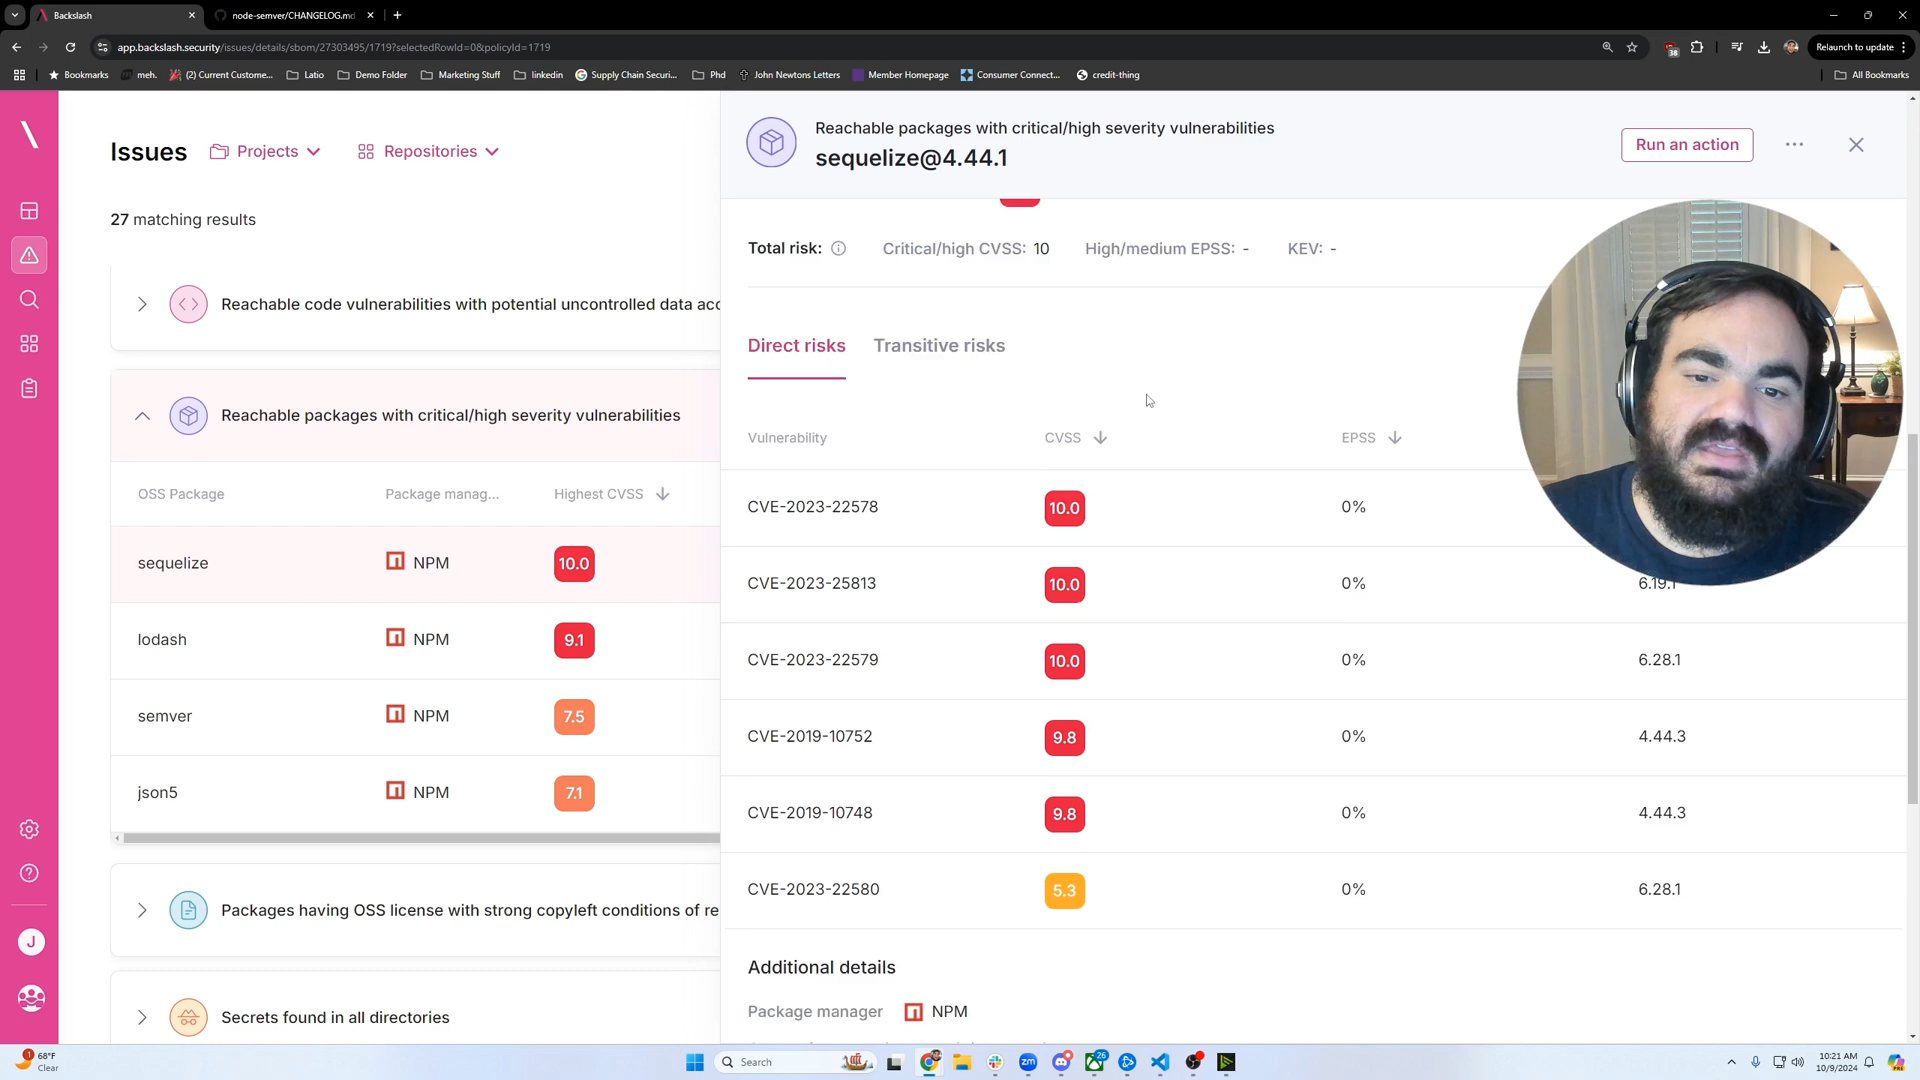 Backslash
node-semver/CHANGELOG.md
app.backslash.security/issues/details/sbom/27303495/1719?selectedRowId=0&policyId=1719
38
Relaunch to update
Bookmarks
meh.
(2) Current Custome...
Latio
Demo Folder
Marketing Stuff
linkedin
Supply Chain Securi...
Phd
John Newtons Letters
Member Homepage
Consumer Connect...
credit-thing
All Bookmarks
Issues
Projects
Repositories
27 matching results
Reachable code vulnerabilities with potential uncontrolled data acc
Reachable packages with critical/high severity vulnerabilities
OSS Package
Package manag...
Highest CVSS
sequelize
NPM
10.0
lodash
NPM
9.1
semver
NPM
7.5
json5
NPM
7.1
Packages having OSS license with strong copyleft conditions of re
Secrets found in all directories
J
Reachable packages with critical/high severity vulnerabilities
sequelize@4.44.1
Run an action
Total risk:
Critical/high CVSS: 10
High/medium EPSS: -
KEV: -
Direct risks
Transitive risks
Vulnerability
CVSS
EPSS
CVE-2023-22578
10.0
0%
CVE-2023-25813
10.0
0%
6.19.1
CVE-2023-22579
10.0
0%
6.28.1
CVE-2019-10752
9.8
0%
4.44.3
CVE-2019-10748
9.8
0%
4.44.3
CVE-2023-22580
5.3
0%
6.28.1
Additional details
Package manager
NPM
1
68°F
Clear
Search
zm
26
10:21 AM
10/9/2024